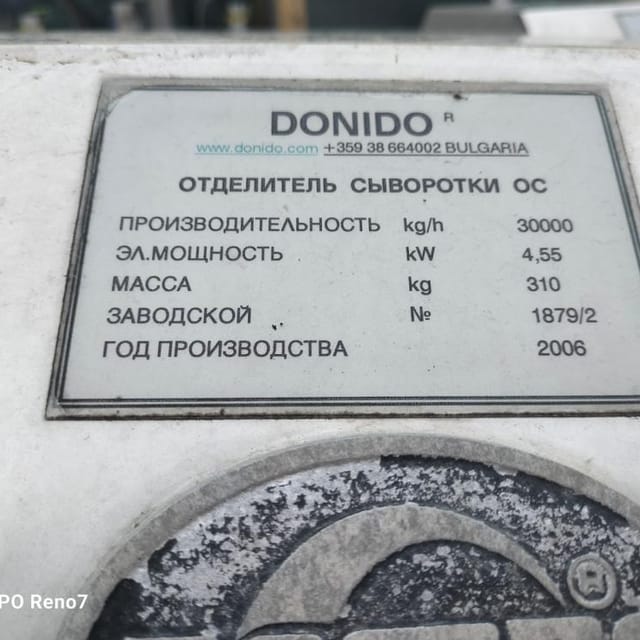 DONIDO R
www.donido.com +359 38 664002 BULGARIA
ОТДЕЛИТЕЛЬ СЫВОРОТКИ ОС
ПРОИЗВОДИТЕЛЬНОСТЬ kg/h 30000
ЭЛ.МОЩНОСТЬ kW 4,55
МАССА kg 310
ЗАВОДСКОЙ № 1879/2
ГОД ПРОИЗВОДСТВА 2006
®
PO Reno7